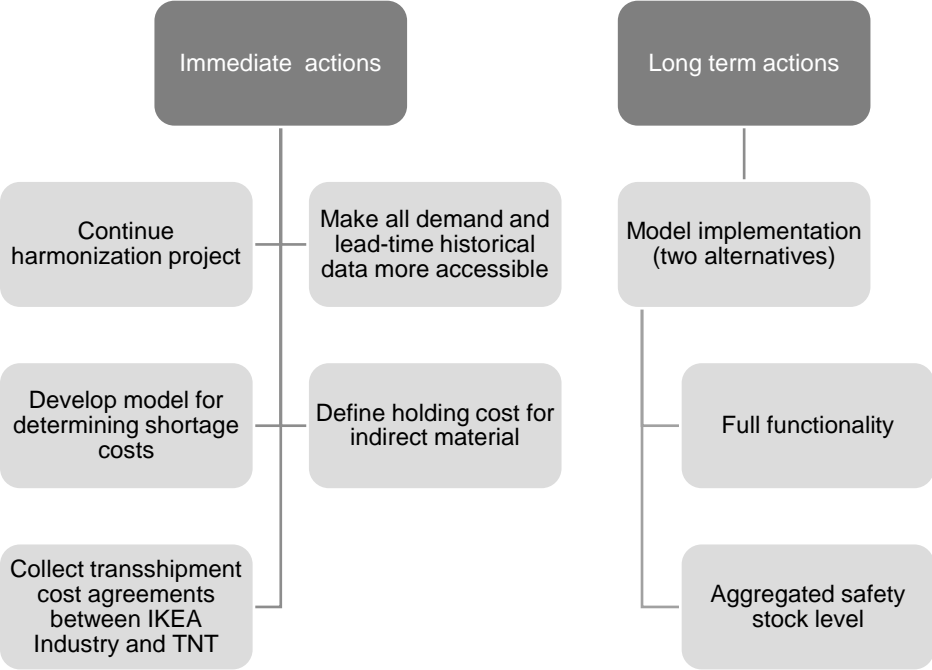 Immediate actions
Long term actions
Continue
harmonization project
Make all demand and
lead-time historical
data more accessible
Model implementation
(two alternatives)
Develop model for
determining shortage
costs
Define holding cost for
indirect material
Full functionality
Collect transshipment
cost agreements
between IKEA
Industry and TNT
Aggregated safety
stock level